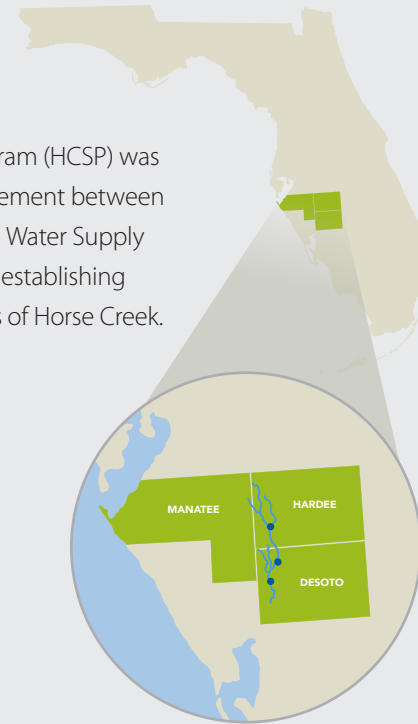 ram (HCSP) was
ement between
Water Supply
establishing
s of Horse Creek.
MANATEE
HARDEE
DESOTO